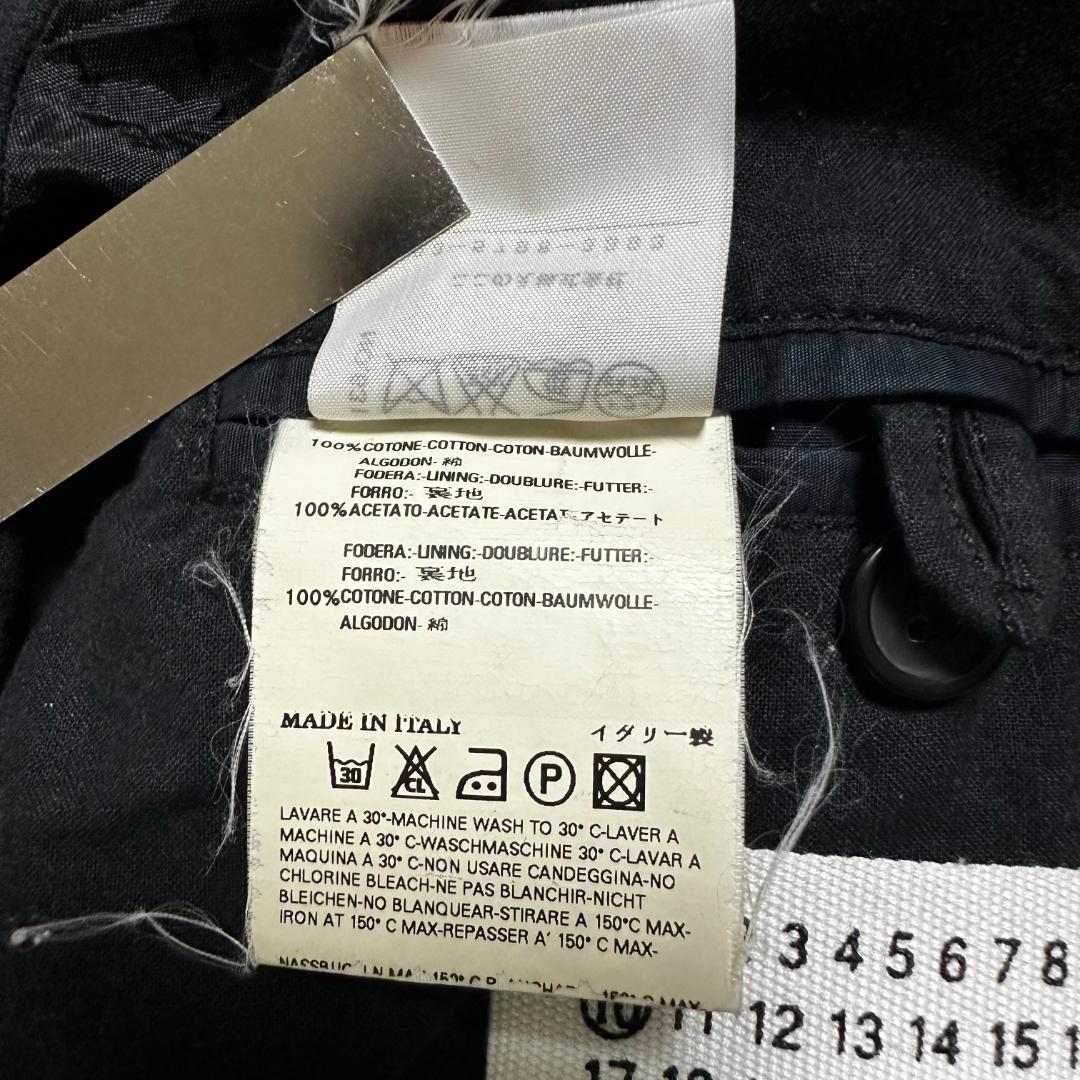 100%COTONE-COTTON-COTON-BAUMWOLLE-
ALGODON-綿
FODERA:-LINING:-DOUBLURE:-FUTTER:-
FORRO:- 裏地
100%ACETATO-ACETATE-ACETAT-アセテート
FODERA:-LINING:-DOUBLURE:-FUTTER:-
FORRO:- 裏地
100%COTONE-COTTON-COTON-BAUMWOLLE-
ALGODON-綿
MADE IN ITALY イタリー製
30 CL P
LAVARE A 30°-MACHINE WASH TO 30° C-LAVER A
MACHINE A 30° C-WASCHMASCHINE 30° C-LAVAR A
MAQUINA A 30° C-NON USARE CANDEGGINA-NO
CHLORINE BLEACH-NE PAS BLANCHIR-NICHT
BLEICHEN-NO BLANQUEAR-STIRARE A 150°C MAX-
IRON AT 150° C MAX-REPASSER A' 150° C MAX-
3 4 5 6 7 8
10 11 12 13 14 15
17 18